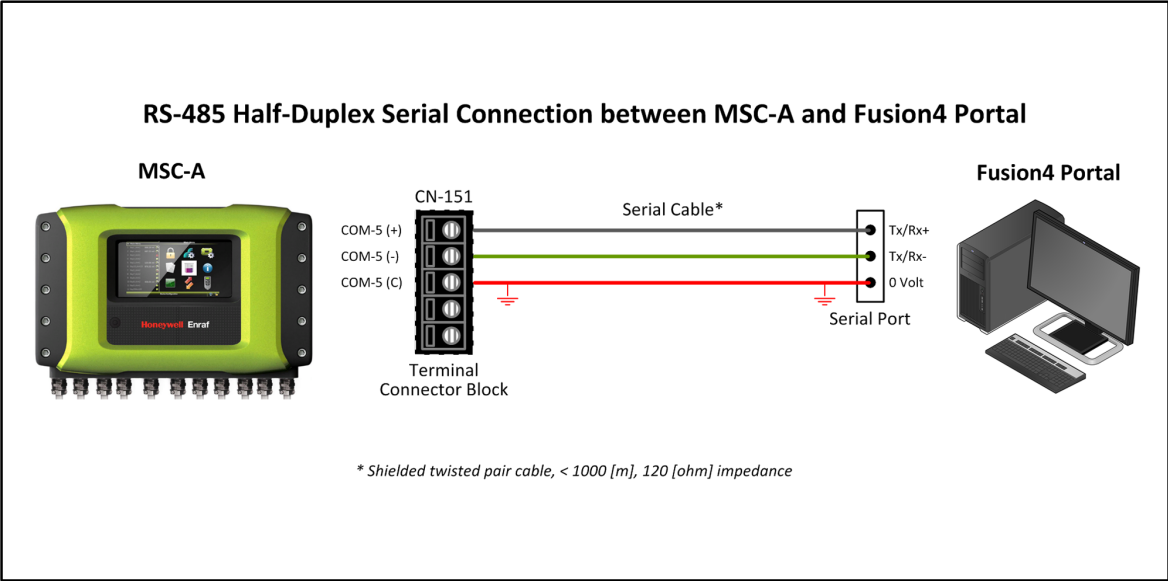 RS-485 Half-Duplex Serial Connection between MSC-A and Fusion4 Portal
MSC-A
Fusion4 Portal
CN-151
Serial Cable*
COM-5 (+)
Tx/Rx+
COM-5 (-)
Tx/Rx-
COM-5 (C)
0 Volt
Honeywell Enraf
Serial Port
Terminal
Connector Block
* Shielded twisted pair cable, < 1000 [m], 120 [ohm] impedance